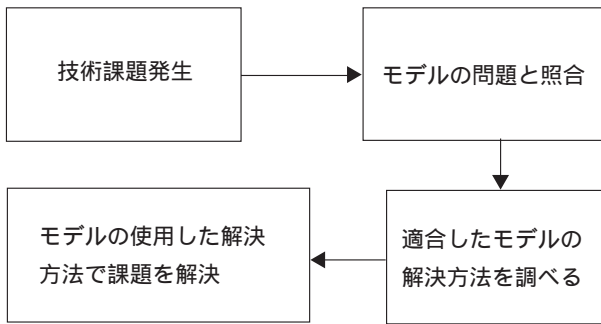 技術課題発生
モデルの問題と照合
適合したモデルの
解決方法を調べる
モデルの使用した解決
方法で課題を解決